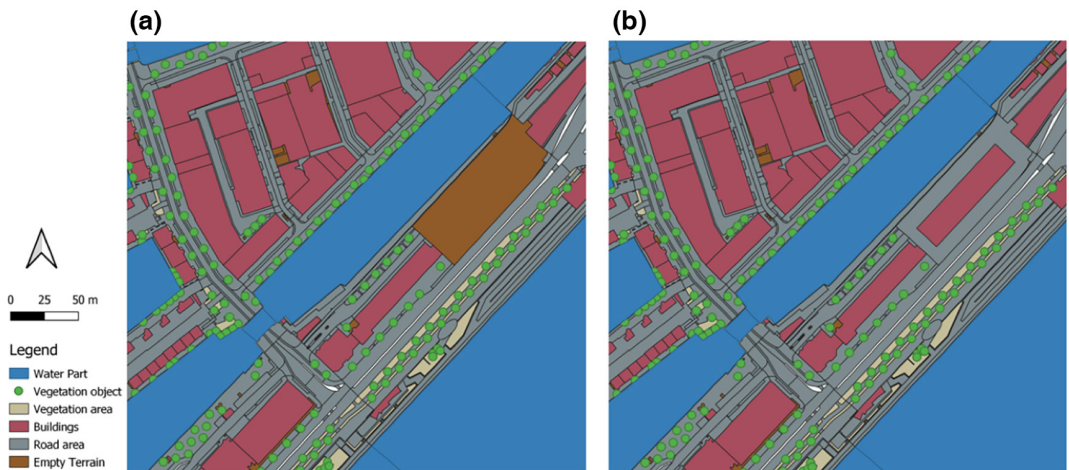 (a)
(b)
0 25 50 m
Legend
Water Part
Vegetation object
Vegetation area
Buildings
Road area
Empty Terrain